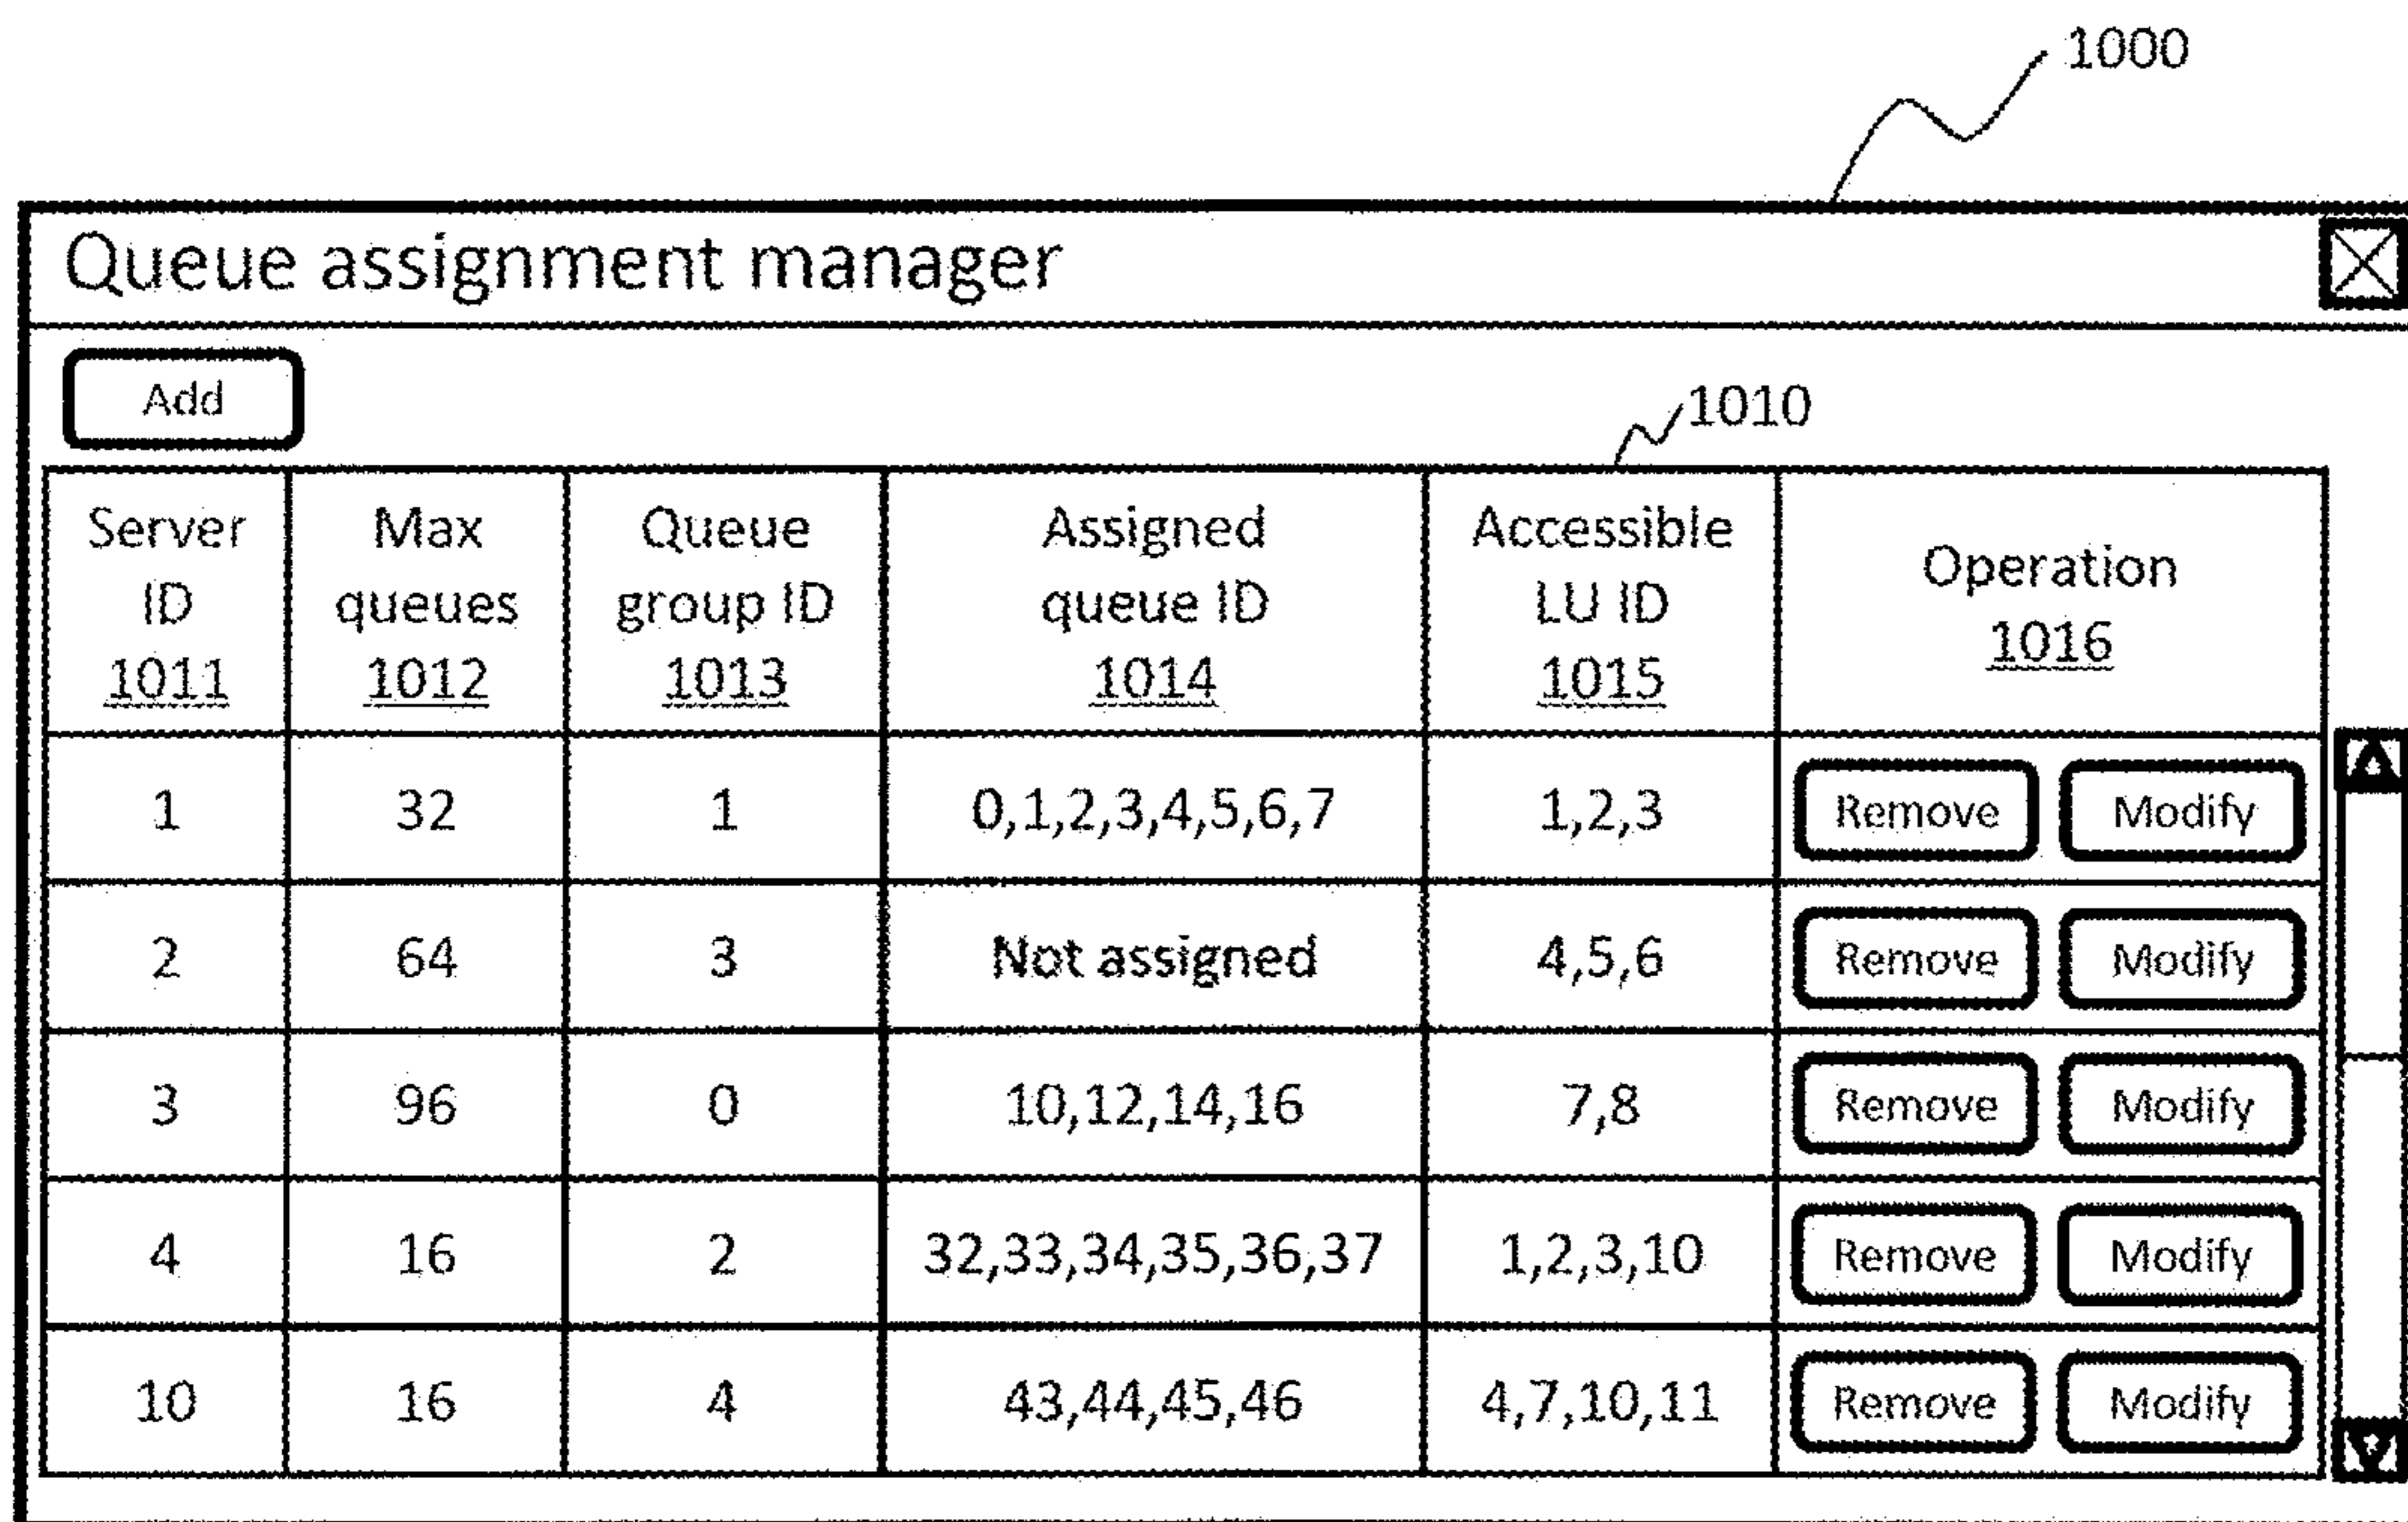 1000
Queue assignment manager
Add
1010
Server ID 1011 Max queues 1012 Queue group ID 1013 Assigned queue ID 1014 Accessible LU ID 1015 Operation 1016
1 32 1 0,1,2,3,4,5,6,7 1,2,3 Remove Modify
2 64 3 Not assigned 4,5,6 Remove Modify
3 96 0 10,12,14,16 7,8 Remove Modify
4 16 2 32,33,34,35,36,37 1,2,3,10 Remove Modify
10 16 4 43,44,45,46 4,7,10,11 Remove Modify